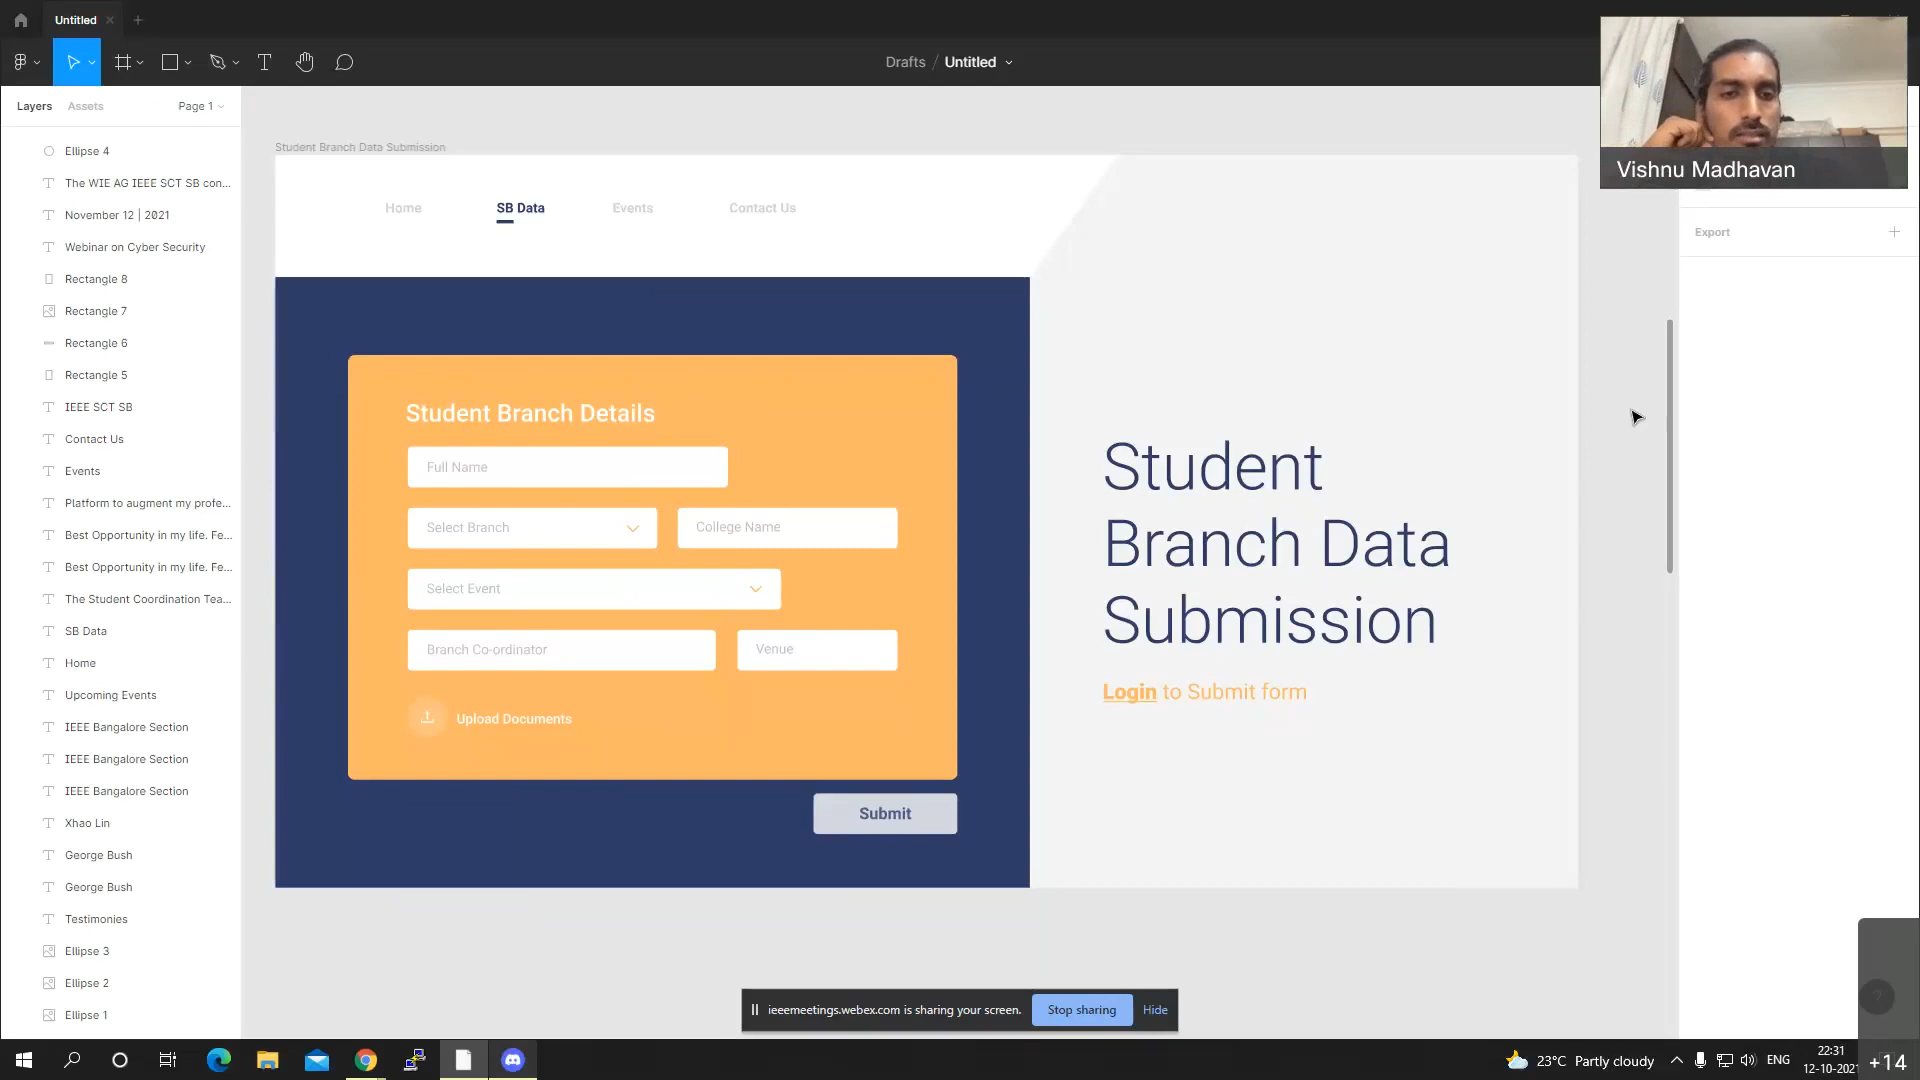 Untitled
Drafts / Untitled
Vishnu Madhavan
Layers
Assets
Page 1
Ellipse 4
The WIE AG IEEE SCT SB con...
November 12 | 2021
Webinar on Cyber Security
Rectangle 8
Rectangle 7
Rectangle 6
Rectangle 5
IEEE SCT SB
Contact Us
Events
Platform to augment my profe...
Best Opportunity in my life. Fe...
Best Opportunity in my life. Fe...
The Student Coordination Tea...
SB Data
Home
Upcoming Events
IEEE Bangalore Section
IEEE Bangalore Section
IEEE Bangalore Section
Xhao Lin
George Bush
George Bush
Testimonies
Ellipse 3
Ellipse 2
Ellipse 1
Student Branch Data Submission
Home
SB Data
Events
Contact Us
Student Branch Details
Full Name
Select Branch
College Name
Select Event
Branch Co-ordinator
Venue
Upload Documents
Submit
Student
Branch Data
Submission
Login to Submit form
Export
ieeemeetings.webex.com is sharing your screen.
Stop sharing
Hide
23°C Partly cloudy
ENG
22:31
12-10-202
+14